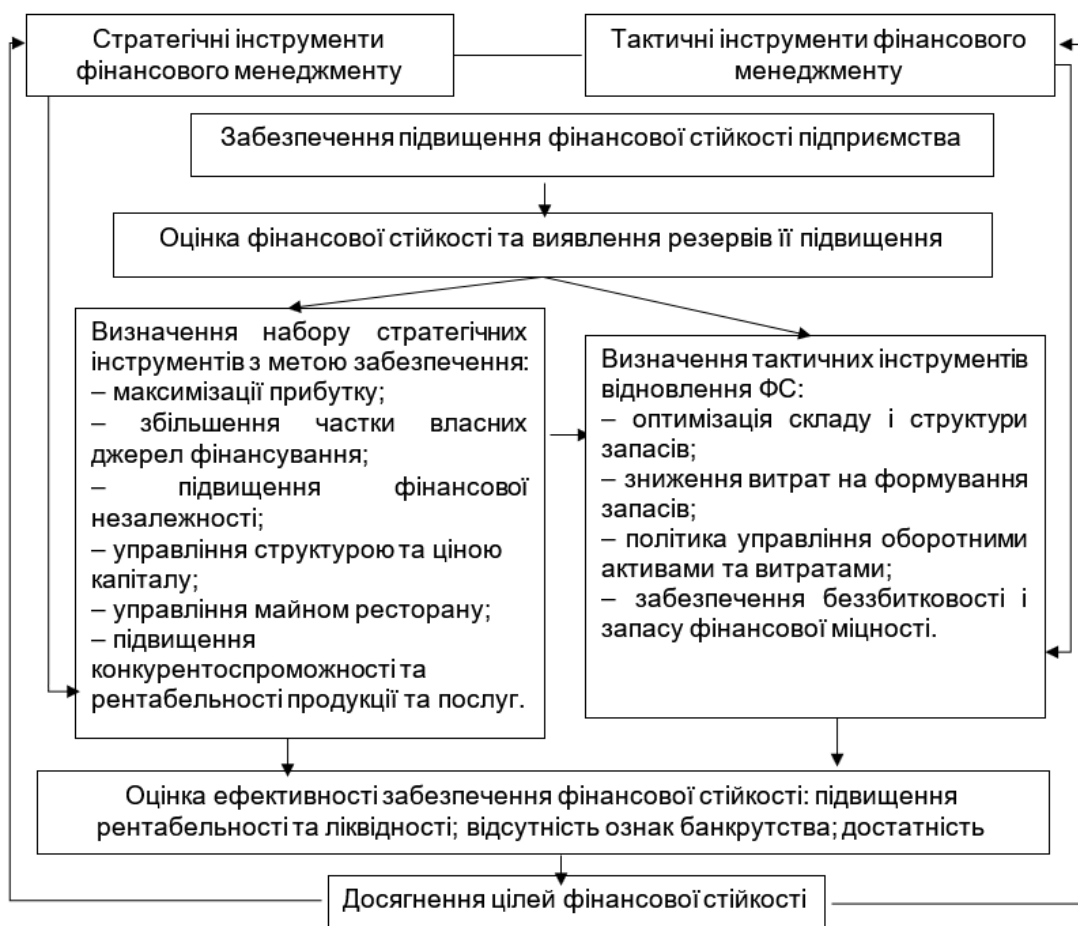 Стратегічні інструменти
фінансового менеджменту
Тактичні інструменти фінансового
менеджменту
Забезпечення підвищення фінансової стійкості підприємства
Оцінка фінансової стійкості та виявлення резервів її підвищення
Визначення набору стратегічних
інструментів з метою забезпечення:
– максимізації прибутку;
– збільшення частки власних
джерел фінансування;
– підвищення фінансової
незалежності;
– управління структурою та ціною
капіталу;
– управління майном ресторану;
– підвищення
конкурентоспроможності та
рентабельності продукції та послуг.
Визначення тактичних інструментів
відновлення ФС:
– оптимізація складу і структури
запасів;
– зниження витрат на формування
запасів;
– політика управління оборотними
активами та витратами;
– забезпечення беззбитковості і
запасу фінансової міцності.
Оцінка ефективності забезпечення фінансової стійкості: підвищення
рентабельності та ліквідності; відсутність ознак банкрутства; достатність
Досягнення цілей фінансової стійкості